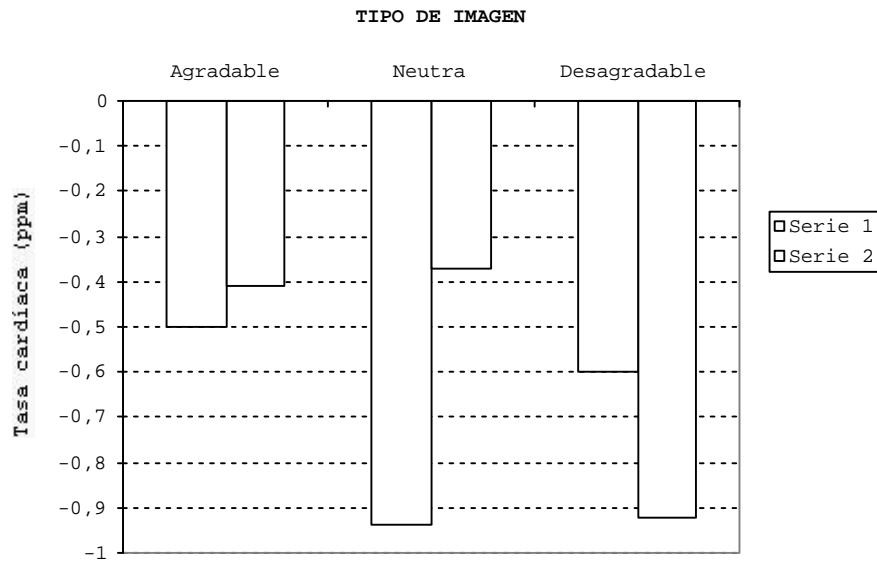 TIPO DE IMAGEN
Agradable Neutra Desagradable
0
-0,1
-0,2
-0,3
-0,4
-0,5
-0,6
-0,7
-0,8
-0,9
-1
Tasa cardíaca (ppm)
Serie 1
Serie 2